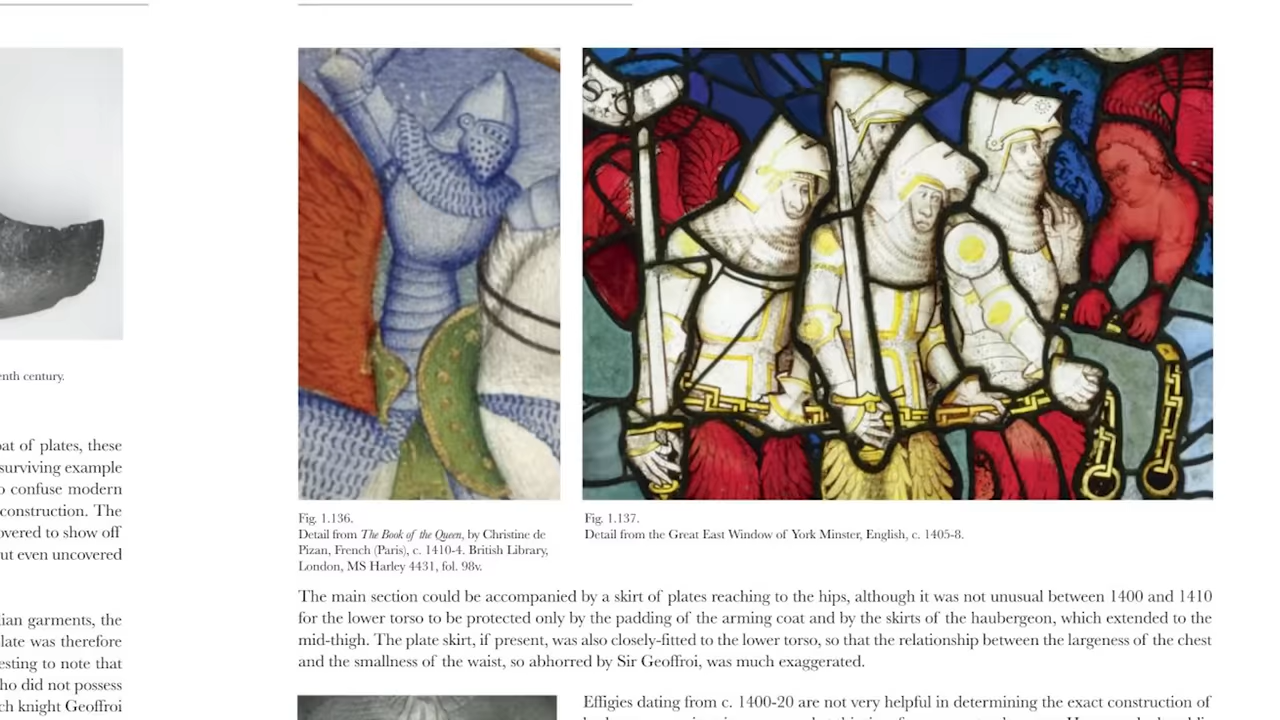 enth century.
oat of plates, these
surviving example
o confuse modern
construction. The
overed to show off
ut even uncovered
lian garments, the
late was therefore
esting to note that
ho did not possess
ch knight Geoffroi
Fig. 1.136.
Detail from The Book of the Queen, by Christine de
Pizan, French (Paris), c. 1410-4. British Library,
London, MS Harley 4431, fol. 98v.
Fig. 1.137.
Detail from the Great East Window of York Minster, English, c. 1405-8.
The main section could be accompanied by a skirt of plates reaching to the hips, although it was not unusual between 1400 and 1410
for the lower torso to be protected only by the padding of the arming coat and by the skirts of the haubergeon, which extended to the
mid-thigh. The plate skirt, if present, was also closely-fitted to the lower torso, so that the relationship between the largeness of the chest
and the smallness of the waist, so abhorred by Sir Geoffroi, was much exaggerated.
Effigies dating from c. 1400-20 are not very helpful in determining the exact construction of